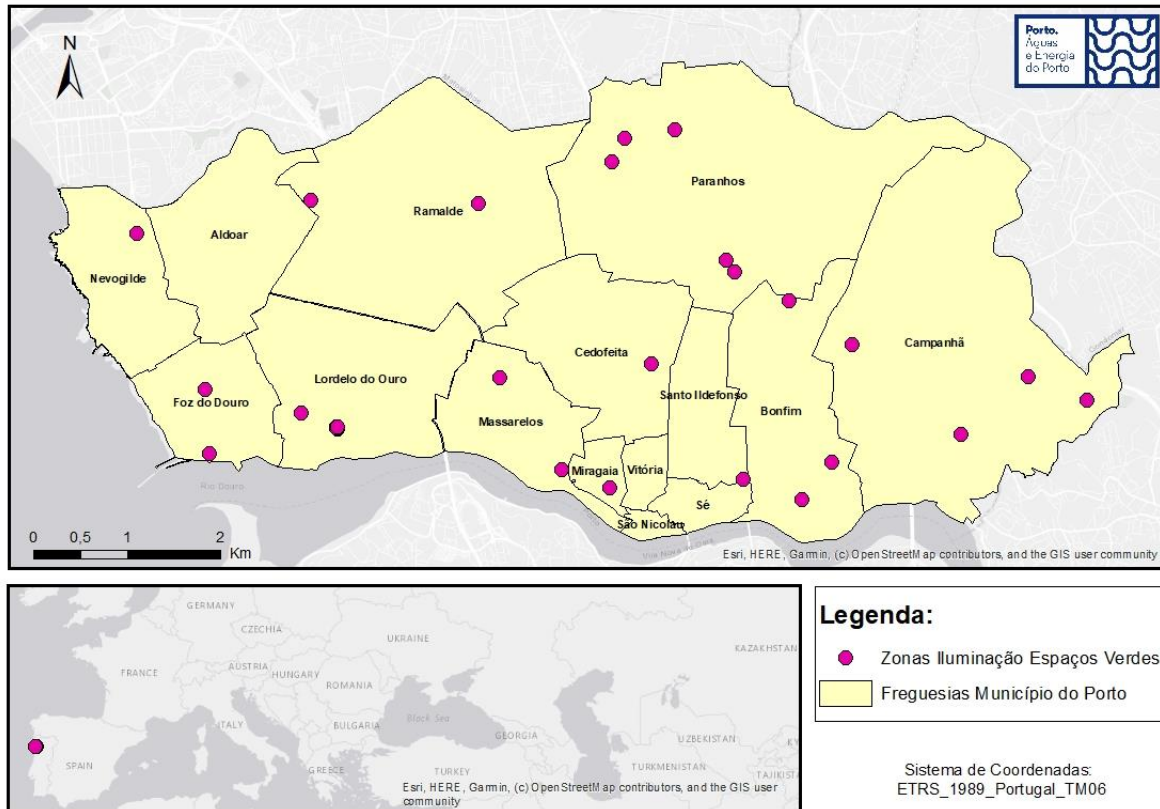 N
Porto.
Águas
e Energia
do Porto
Paranhos
Ramalde
Aldoar
Nevogilde
Campanhã
Cedofeita
Lordelo do Ouro
Santo Ildefonso
Foz do Douro
Bonfim
Massarelos
Miragaia
Vitória
Rio Douro
Sé
São Nicolau
0 0,5 1 2
Km
Esri, HERE, Garmin, (c) OpenStreetMap contributors, and the GIS user community
GERMANY
CZECHIA
UKRAINE
KAZAKHSTAN
FRANCE
AUSTRIA
HUNGARY
ROMANIA
ITALY
BULGARIA
Black Sea
GEORGIA
UZBEKISTAN
SPAIN
GREECE
TURKEY
TURKMENISTAN
TAJIKISTA
Esri, HERE, Garmin, (c) OpenStreetMap contributors, and the GIS user
community
Legenda:
Zonas Iluminação Espaços Verdes
Freguesias Município do Porto
Sistema de Coordenadas:
ETRS_1989_Portugal_TM06